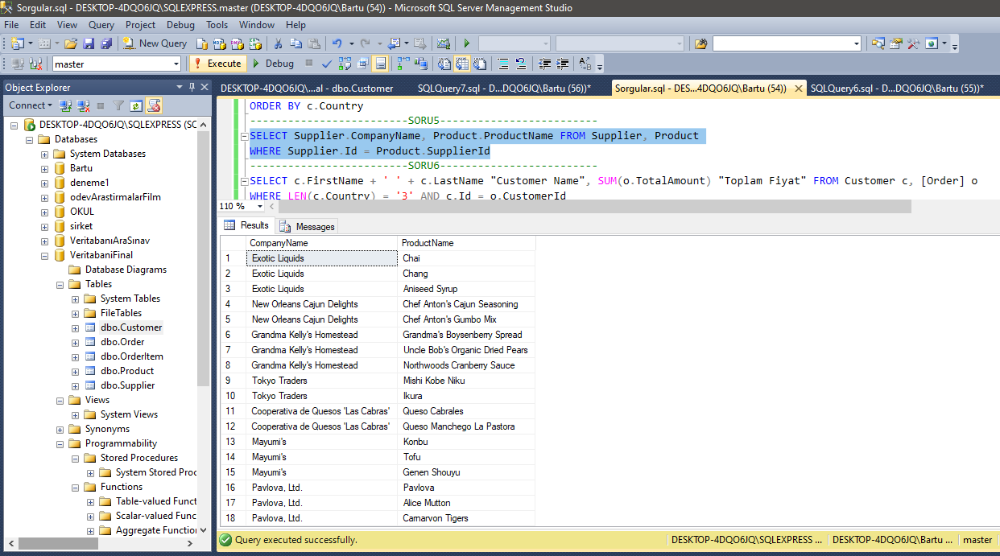 Sorgular.sql - DESKTOP-4DQO6JQ\SQLEXPRESS.master (DESKTOP-4DQO6JQ\Bartu (54)) - Microsoft SQL Server Management Studio
File Edit View Query Project Debug Tools Window Help
New Query
master Execute Debug
Object Explorer
Connect
DESKTOP-4DQO6JQ\SQLEXPRESS (SC
Databases
System Databases
Bartu
deneme1
odevArastirmalarFilm
OKUL
sirket
VeritabanıAraSınav
VeritabaniFinal
Database Diagrams
Tables
System Tables
FileTables
dbo.Customer
dbo.Order
dbo.OrderItem
dbo.Product
dbo.Supplier
Views
System Views
Synonyms
Programmability
Stored Procedures
System Stored Proc
Functions
Table-valued Funct
Scalar-valued Func
Aggregate Function
DESKTOP-4DQO6JQ\...al - dbo.Customer SQLQuery7.sql - D...DQO6JQ\Bartu (56))* Sorgular.sql - DES...4DQO6JQ\Bartu (54)) SQLQuery6.sql - D...DQO6JQ\Bartu (55))*
ORDER BY c.Country
-------------------------SORU5-------------------------
SELECT Supplier.CompanyName, Product.ProductName FROM Supplier, Product
WHERE Supplier.Id = Product.SupplierId
-------------------------SORU6-------------------------
SELECT c.FirstName + ' ' + c.LastName "Customer Name", SUM(o.TotalAmount) "Toplam Fiyat" FROM Customer c, [Order] o
WHERE LEN(c.Country) = '3' AND c.Id = o.CustomerId
110 %
Results Messages
CompanyName ProductName
1 Exotic Liquids Chai
2 Exotic Liquids Chang
3 Exotic Liquids Aniseed Syrup
4 New Orleans Cajun Delights Chef Anton's Cajun Seasoning
5 New Orleans Cajun Delights Chef Anton's Gumbo Mix
6 Grandma Kelly's Homestead Grandma's Boysenberry Spread
7 Grandma Kelly's Homestead Uncle Bob's Organic Dried Pears
8 Grandma Kelly's Homestead Northwoods Cranberry Sauce
9 Tokyo Traders Mishi Kobe Niku
10 Tokyo Traders Ikura
11 Cooperativa de Quesos 'Las Cabras' Queso Cabrales
12 Cooperativa de Quesos 'Las Cabras' Queso Manchego La Pastora
13 Mayumi's Konbu
14 Mayumi's Tofu
15 Mayumi's Genen Shouyu
16 Pavlova, Ltd. Pavlova
17 Pavlova, Ltd. Alice Mutton
18 Pavlova, Ltd. Carnarvon Tigers
Query executed successfully. DESKTOP-4DQO6JQ\SQLEXPRESS ... DESKTOP-4DQO6JQ\Bartu ... master